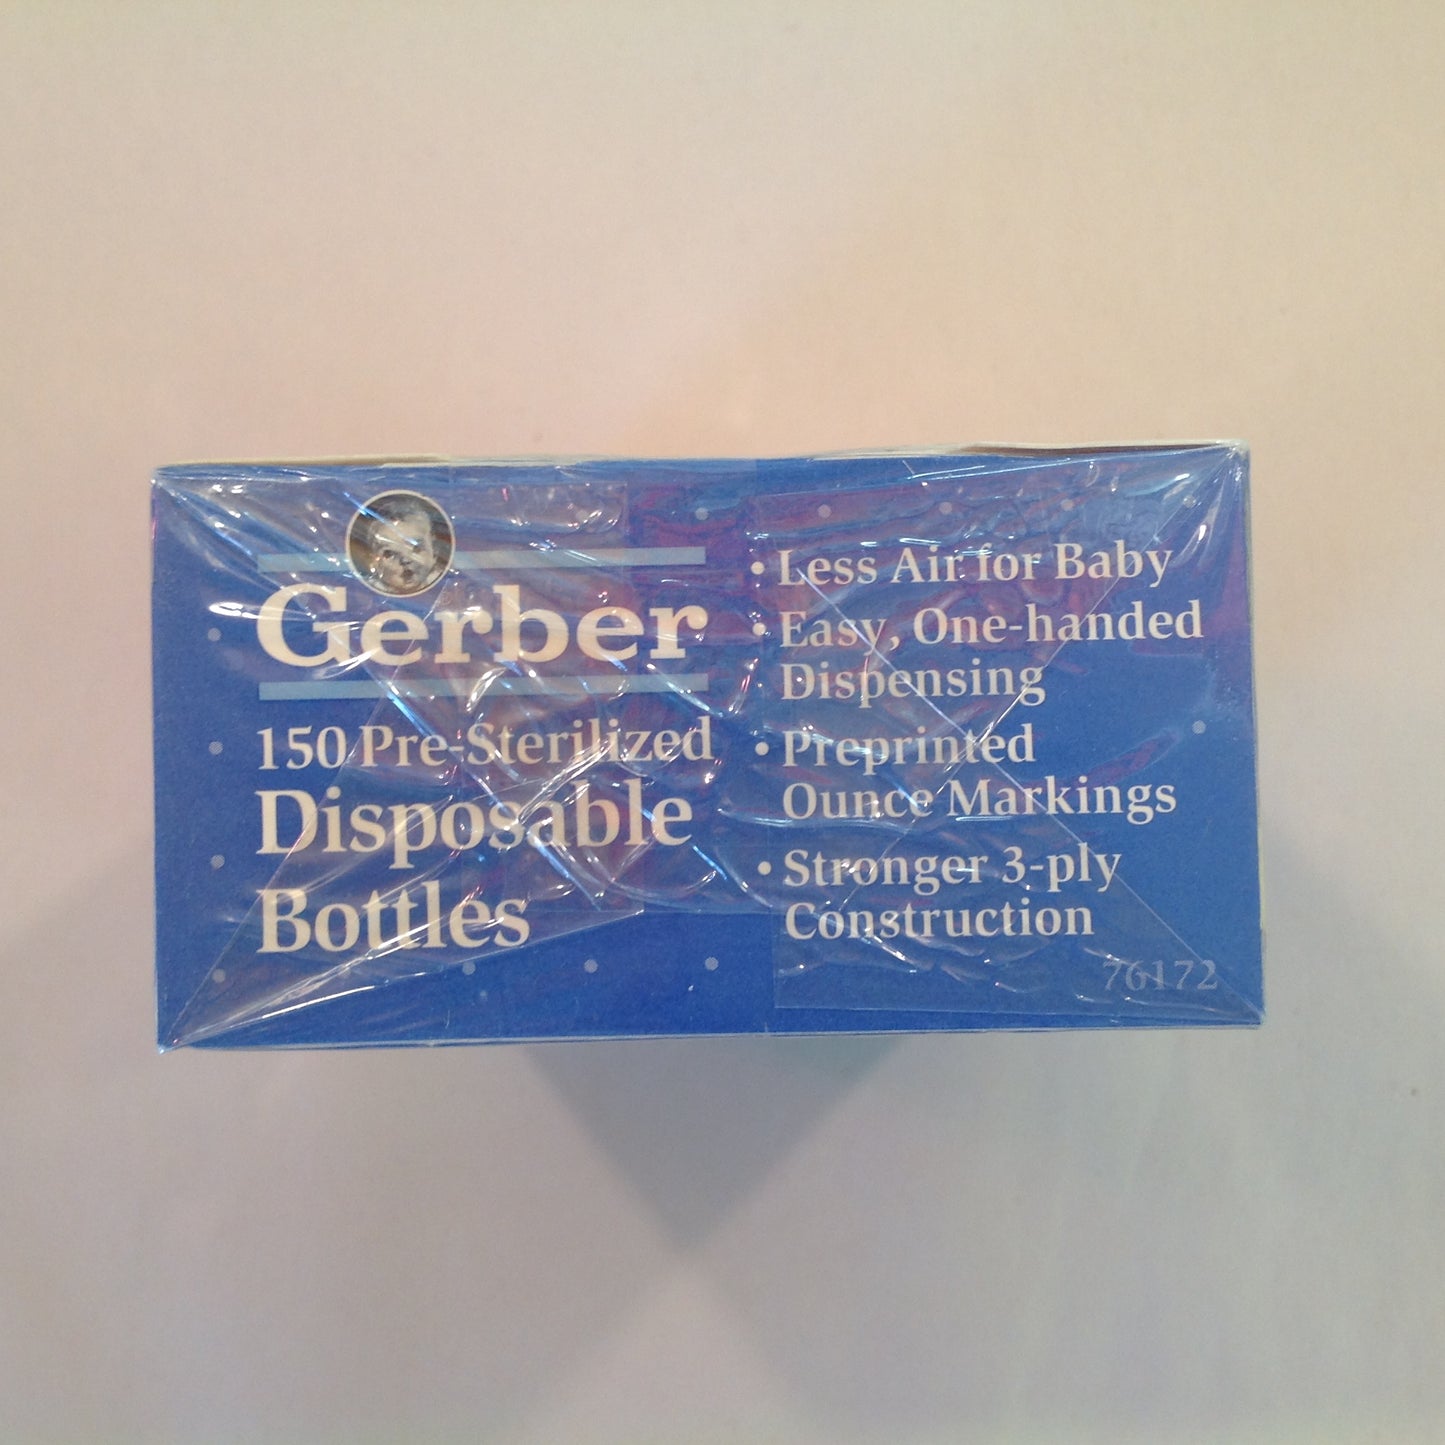 Gerber
150 Pre-Sterilized
Disposable
Bottles
• Less Air for Baby
• Easy, One-handed
Dispensing
• Preprinted
Ounce Markings
• Stronger 3-ply
Construction
76172